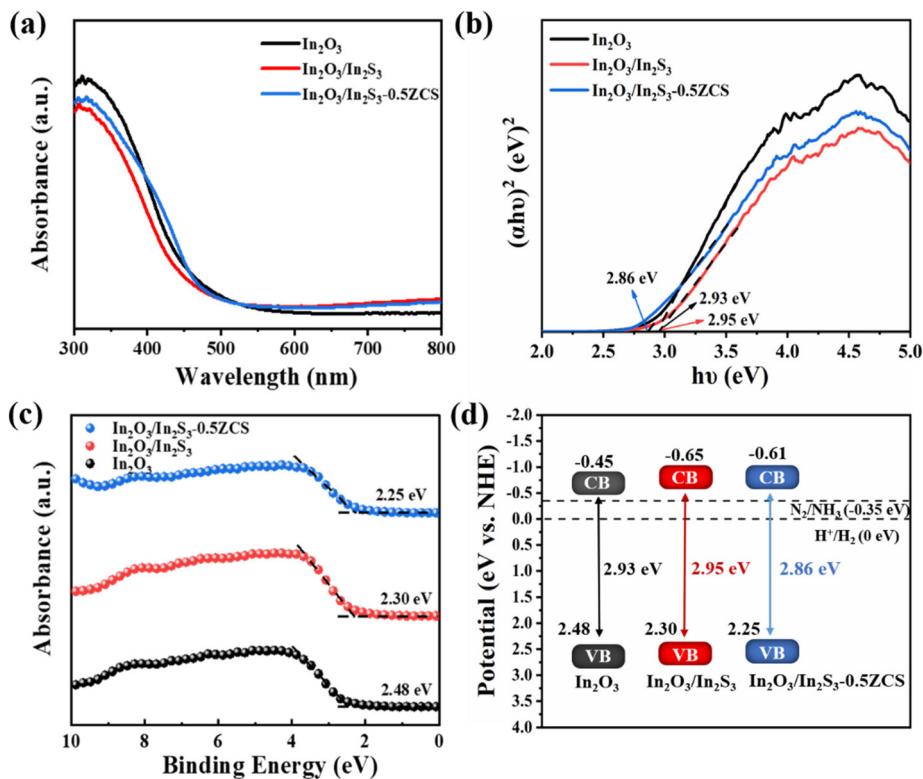 (a)
In₂O₃
In₂O₃/In₂S₃
In₂O₃/In₂S₃-0.5ZCS
Absorbance (a.u.)
300 400 500 600 700 800
Wavelength (nm)
(b)
In₂O₃
In₂O₃/In₂S₃
In₂O₃/In₂S₃-0.5ZCS
(αhυ)² (eV)²
2.86 eV
2.93 eV
2.95 eV
2.0 2.5 3.0 3.5 4.0 4.5 5.0
hυ (eV)
(c)
In₂O₃/In₂S₃-0.5ZCS
In₂O₃/In₂S₃
In₂O₃
Absorbance (a.u.)
2.25 eV
2.30 eV
2.48 eV
10 8 6 4 2 0
Binding Energy (eV)
(d)
Potential (eV vs. NHE)
-2.0
-1.5
-1.0
-0.5
0.0
0.5
1.0
1.5
2.0
2.5
3.0
3.5
4.0
-0.45 -0.65 -0.61
CB CB CB
N₂/NH₃ (-0.35 eV)
H⁺/H₂ (0 eV)
2.93 eV 2.95 eV 2.86 eV
2.48 2.30 2.25
VB VB VB
In₂O₃ In₂O₃/In₂S₃ In₂O₃/In₂S₃-0.5ZCS